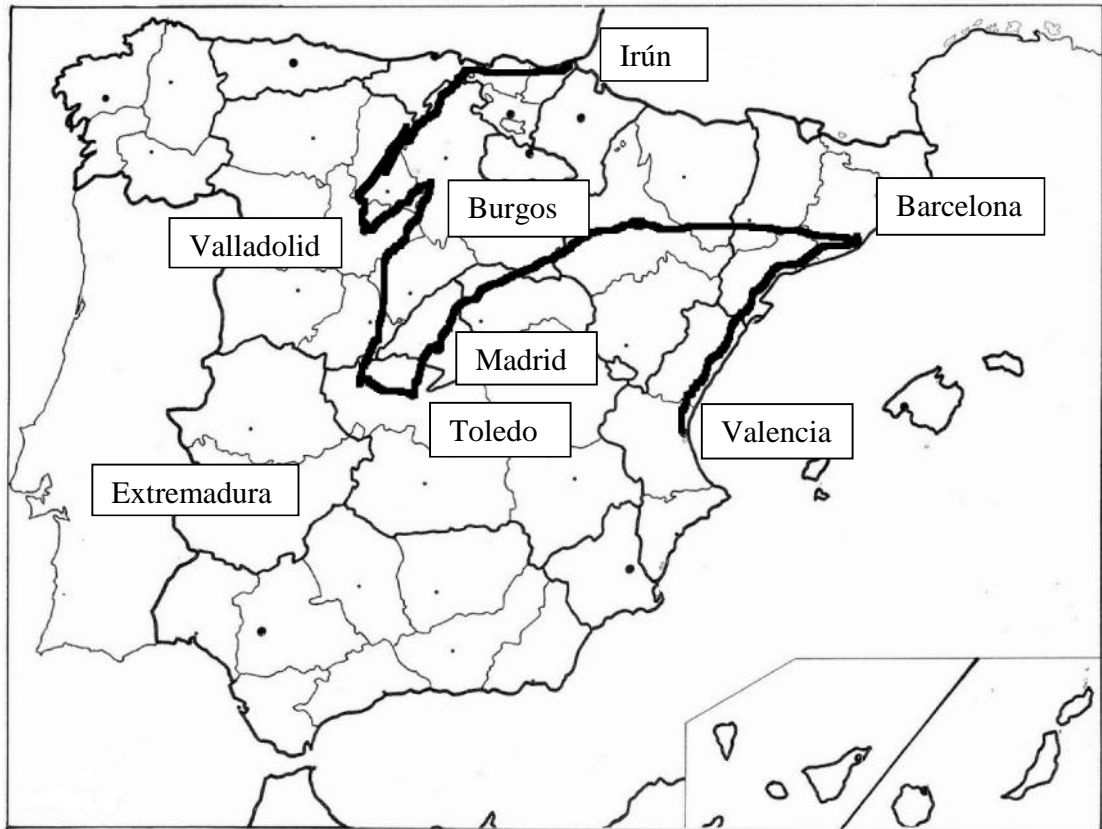 Irún
Burgos
Barcelona
Valladolid
Madrid
Toledo
Valencia
Extremadura